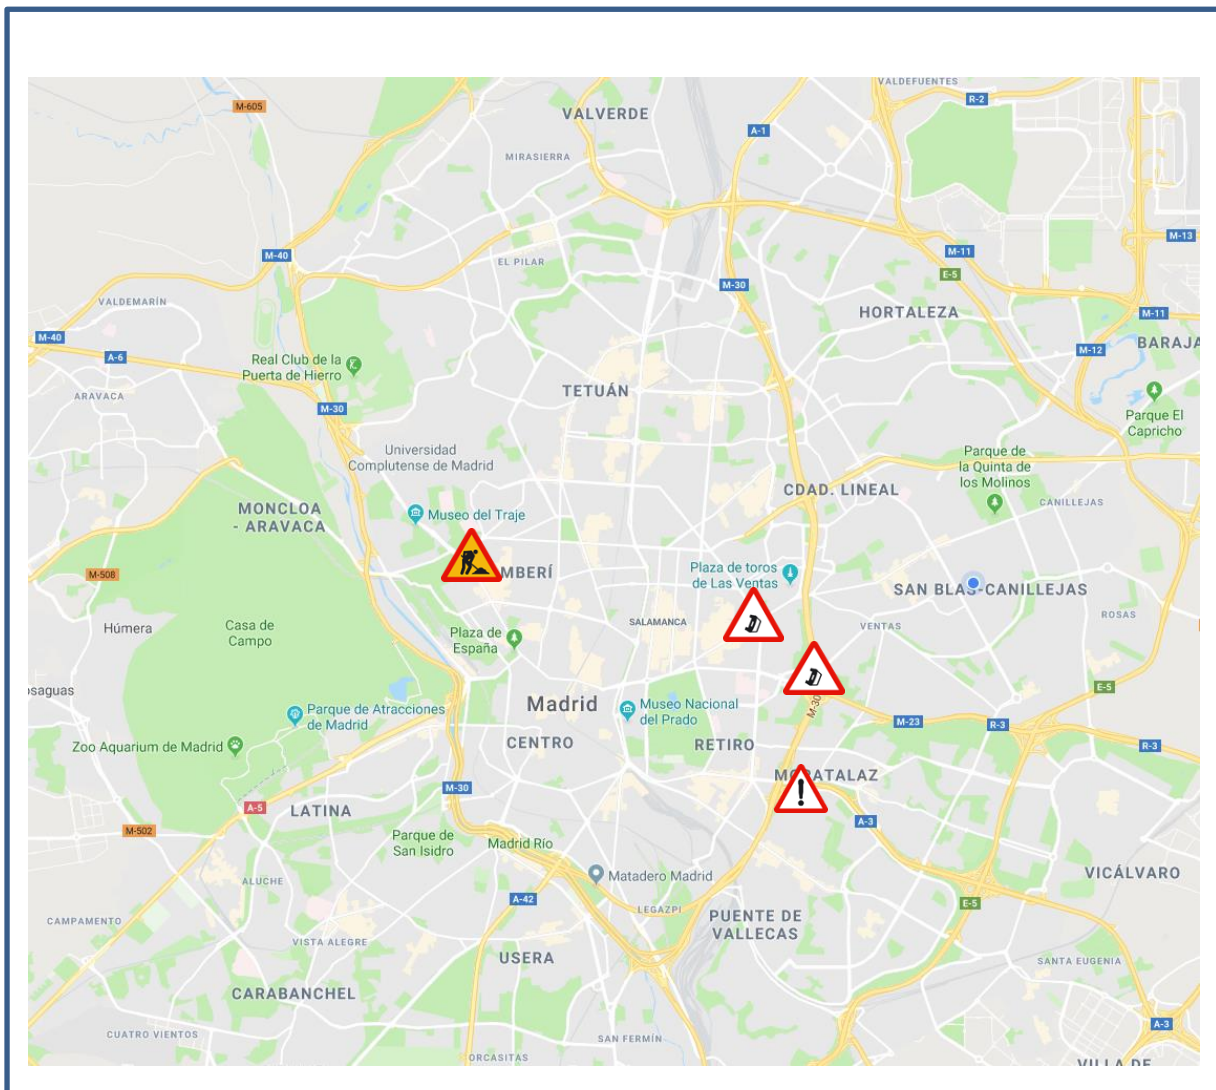 VALDEFUENTES
M-605
R-2
VALVERDE
A-1
MIRASIERRA
M-13
M-40
EL PILAR
M-11
E-5
M-30
VALDEMARÍN
HORTALEZA
M-11
M-40
A-6
Real Club de la
Puerta de Hierro
M-12
BARAJA
TETUÁN
ARAVACA
M-30
Parque El
Capricho
Universidad
Complutense de Madrid
Parque de
la Quinta de
los Molinos
CDAD. LINEAL
CANILLEJAS
MONCLOA
- ARAVACA
Museo del Traje
M-508
MBERÍ
Plaza de toros
de Las Ventas
SAN BLAS-CANILLEJAS
Húmera
Casa de
Campo
Plaza de
España
SALAMANCA
VENTAS
ROSAS
osaguas
E-5
Parque de Atracciones
de Madrid
Madrid
Museo Nacional
del Prado
M-30
M-23
R-3
Zoo Aquarium de Madrid
CENTRO
RETIRO
R-3
MORATALAZ
M-30
A-5
LATINA
M-502
A-3
Parque de
San Isidro
Madrid Río
Matadero Madrid
VICÁLVARO
ALUCHE
A-42
LEGAZPI
E-5
CAMPAMENTO
PUENTE DE
VALLECAS
VISTA ALEGRE
USERA
SANTA EUGENIA
CARABANCHEL
A-3
CUATRO VIENTOS
SAN FERMÍN
ORCASITAS
VILLA DE